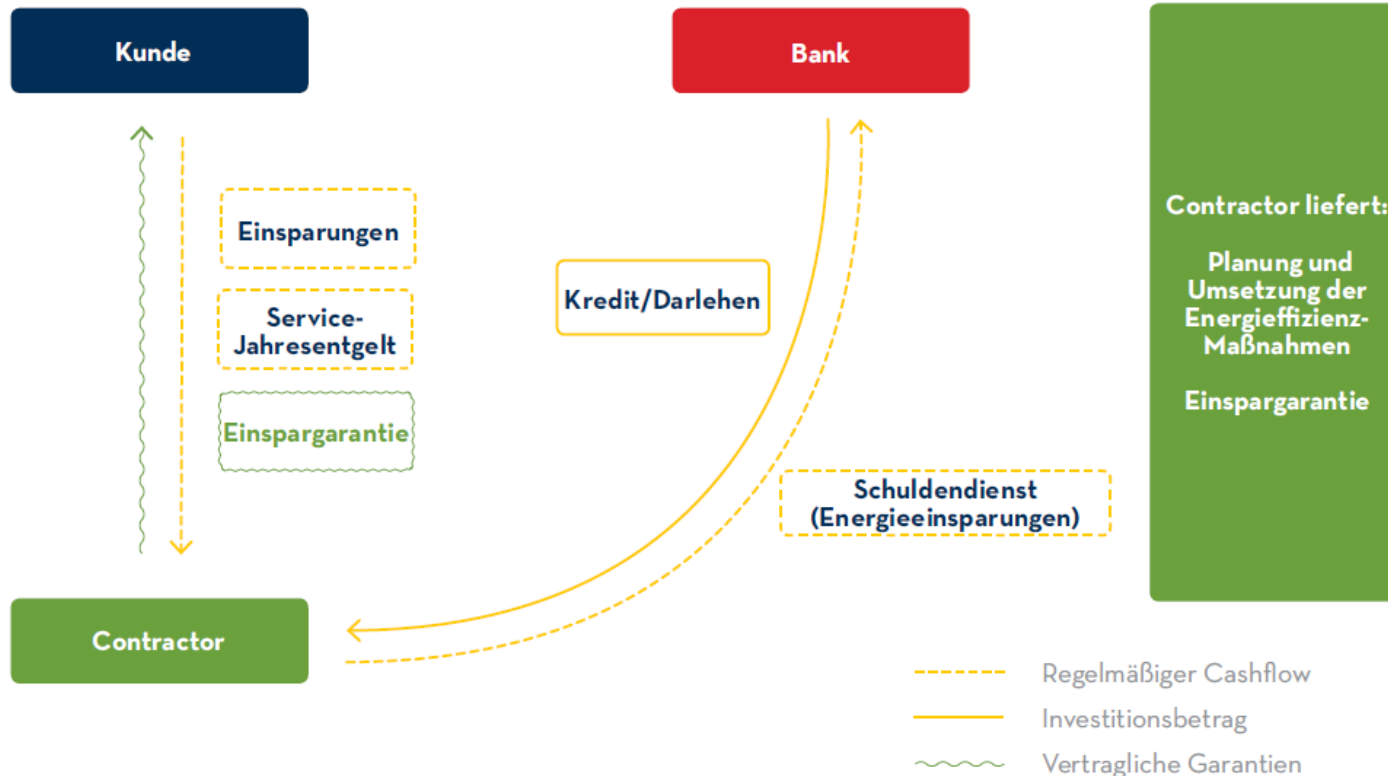 Kunde
Bank
Einsparungen
Service-
Jahresentgelt
Einspargarantie
Kredit/Darlehen
Schuldendienst
(Energieeinsparungen)
Contractor
Contractor liefert:
Planung und
Umsetzung der
Energieffizienz-
Maßnahmen
Einspargarantie
Regelmäßiger Cashflow
Investitionsbetrag
Vertragliche Garantien